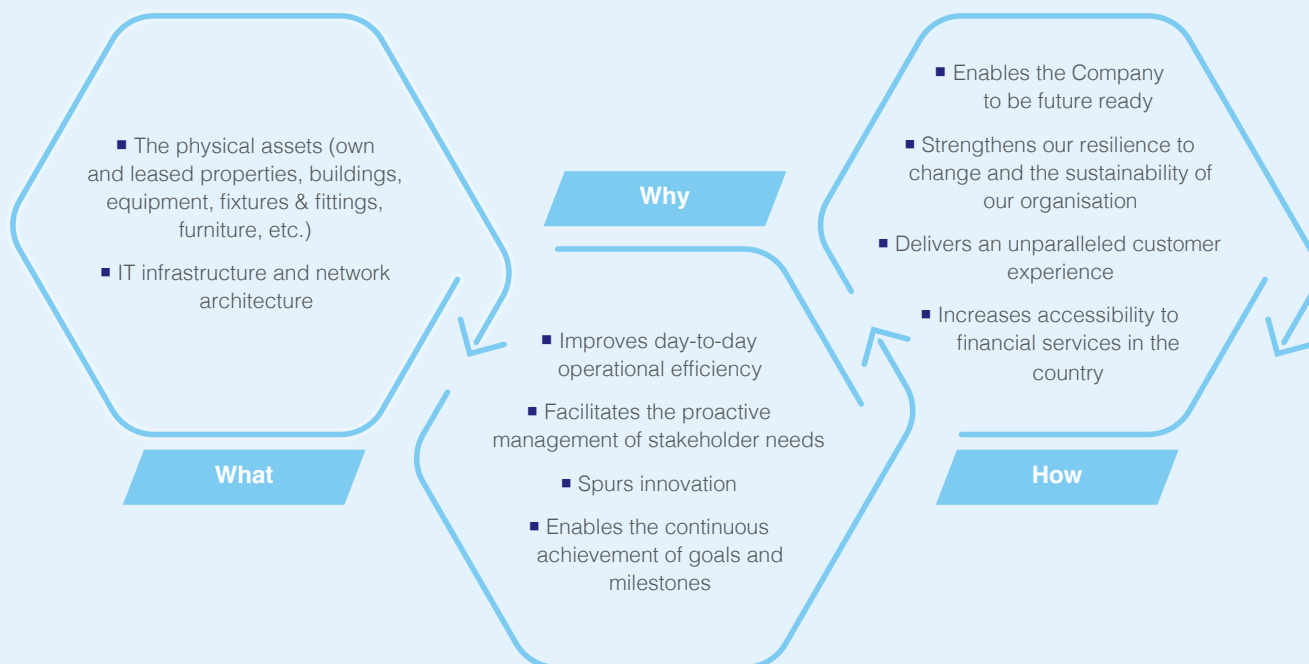 ■ The physical assets (own
and leased properties, buildings,
equipment, fixtures & fittings,
furniture, etc.)
■ IT infrastructure and network
architecture
What
Why
■ Improves day-to-day
operational efficiency
■ Facilitates the proactive
management of stakeholder needs
■ Spurs innovation
■ Enables the continuous
achievement of goals and
milestones
■ Enables the Company
to be future ready
■ Strengthens our resilience to
change and the sustainability of
our organisation
■ Delivers an unparalleled customer
experience
■ Increases accessibility to
financial services in the
country
How